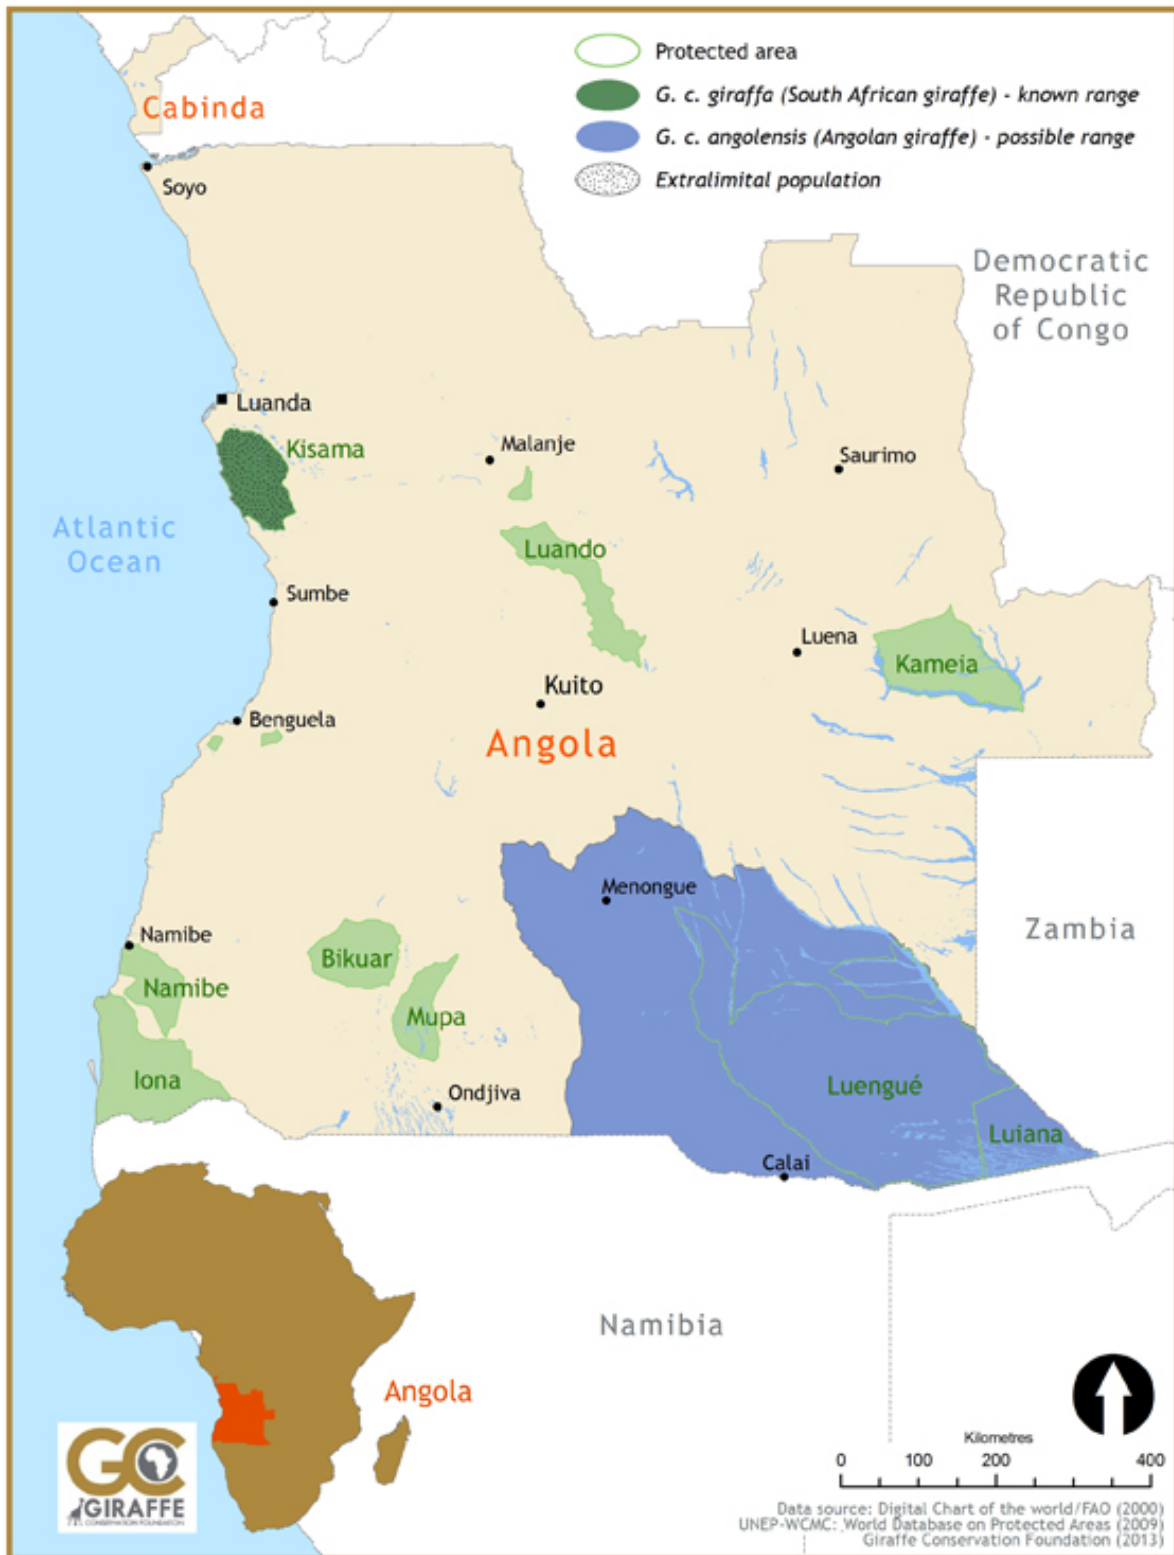 Protected area
G. c. giraffa (South African giraffe) - known range
G. c. angolensis (Angolan giraffe) - possible range
Extralimital population
Cabinda
Soyo
Democratic
Republic
of Congo
Luanda
Kisama
Malanje
Saurimo
Atlantic
Ocean
Luando
Sumbe
Luena
Kameia
Kuito
Benguela
Angola
Menongue
Zambia
Namibe
Bikuar
Namibe
Mupa
Iona
Luengué
Ondjiva
Luiana
Calai
Namibia
Angola
GC
GIRAFFE
CONSERVATION FOUNDATION
Kilometres
0 100 200 400
Data source: Digital Chart of the world/FAO (2000)
UNEP-WCMC: World Database on Protected Areas (2009)
Giraffe Conservation Foundation (2013)